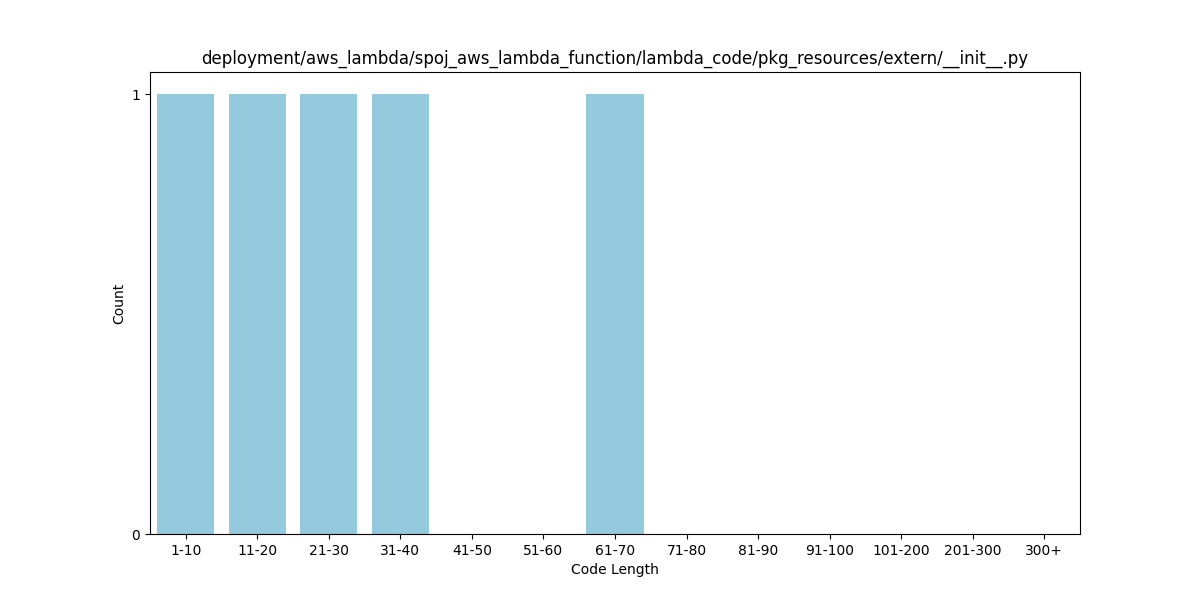 deployment/aws_lambda/spoj_aws_lambda_function/lambda_code/pkg_resources/extern/__init__.py
1
Count
0
1-10 11-20 21-30 31-40 41-50 51-60 61-70 71-80 81-90 91-100 101-200 201-300 300+
Code Length